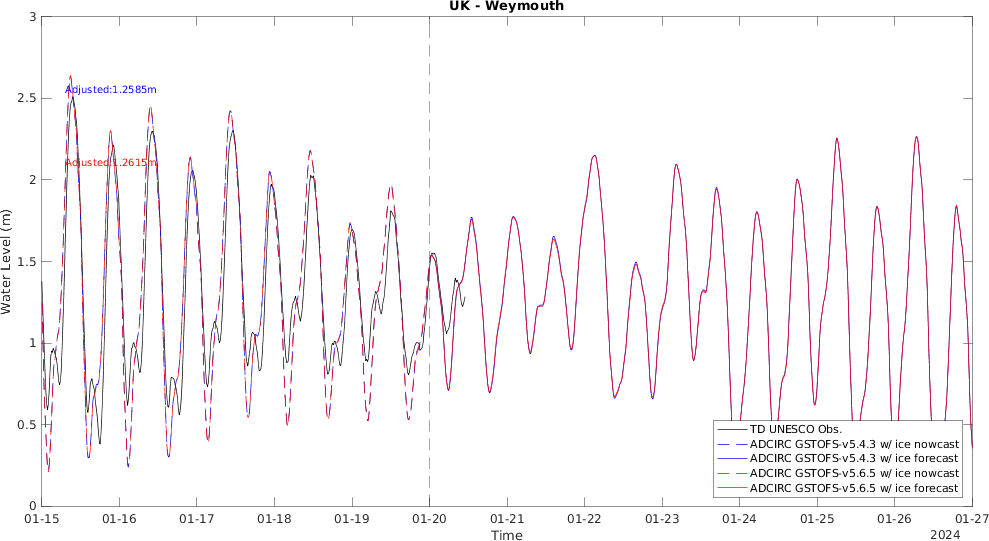 UK - Weymouth
3
2.5
2
1.5
1
0.5
0
Water Level (m)
Adjusted:1.2585m
Adjusted:1.2615m
TD UNESCO Obs.
ADCIRC GSTOFS-v5.4.3 w/ ice nowcast
ADCIRC GSTOFS-v5.4.3 w/ ice forecast
ADCIRC GSTOFS-v5.6.5 w/ ice nowcast
ADCIRC GSTOFS-v5.6.5 w/ ice forecast
01-15 01-16 01-17 01-18 01-19 01-20 01-21 01-22 01-23 01-24 01-25 01-26 01-27
Time
2024